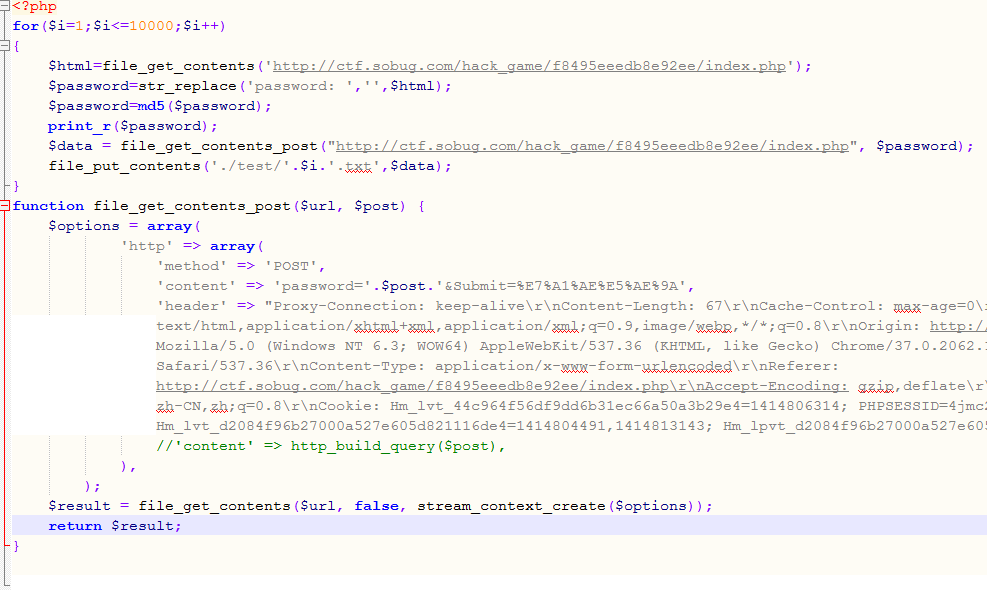 <?php
for($i=1;$i<=10000;$i++)
{
$html=file_get_contents('http://ctf.sobug.com/hack_game/f8495eeedb8e92ee/index.php');
$password=str_replace('password: ','',$html);
$password=md5($password);
print_r($password);
$data = file_get_contents_post("http://ctf.sobug.com/hack_game/f8495eeedb8e92ee/index.php", $password);
file_put_contents('./test/'.$i.'.txt',$data);
}
function file_get_contents_post($url, $post) {
$options = array(
'http' => array(
'method' => 'POST',
'content' => 'password='.$post.'&Submit=%E7%A1%AE%E5%AE%9A',
'header' => "Proxy-Connection: keep-alive\r\nContent-Length: 67\r\nCache-Control: max-age=0\r
text/html,application/xhtml+xml,application/xml;q=0.9,image/webp,*/*;q=0.8\r\nOrigin: http://
Mozilla/5.0 (Windows NT 6.3; WOW64) AppleWebKit/537.36 (KHTML, like Gecko) Chrome/37.0.2062.1
Safari/537.36\r\nContent-Type: application/x-www-form-urlencoded\r\nReferer:
http://ctf.sobug.com/hack_game/f8495eeedb8e92ee/index.php\r\nAccept-Encoding: gzip,deflate\r
zh-CN,zh;q=0.8\r\nCookie: Hm_lvt_44c964f56df9dd6b31ec66a50a3b29e4=1414806314; PHPSESSID=4jmc2
Hm_lvt_d2084f96b27000a527e605d821116de4=1414804491,1414813143; Hm_lpvt_d2084f96b27000a527e605
//'content' => http_build_query($post),
),
);
$result = file_get_contents($url, false, stream_context_create($options));
return $result;
}